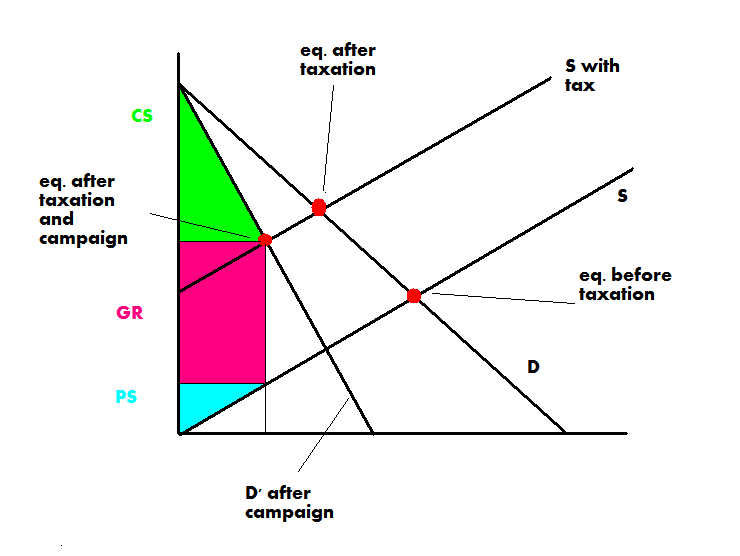 eq. after
taxation
S with
tax
CS
eq. after
taxation
and
campaign
S
eq. before
taxation
GR
D
PS
D' after
campaign